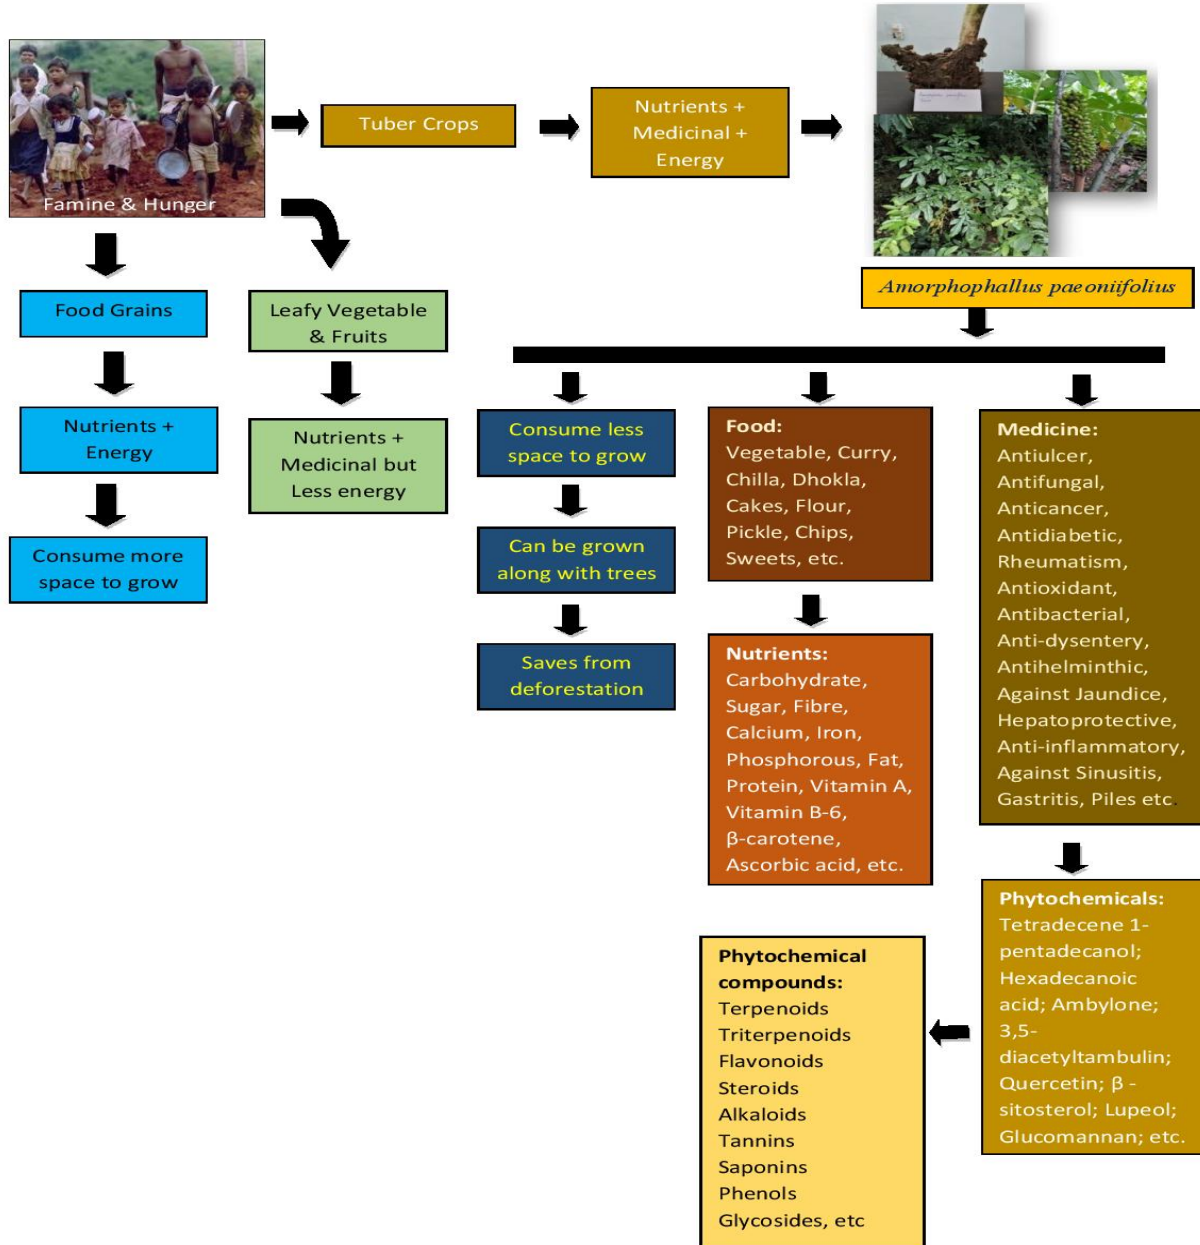 Famine & Hunger
Tuber Crops
Nutrients +
Medicinal +
Energy
Amorphophallus paeoniifolius
Food Grains
Nutrients +
Energy
Consume more
space to grow
Leafy Vegetable
& Fruits
Nutrients +
Medicinal but
Less energy
Consume less
space to grow
Can be grown
along with trees
Saves from
deforestation
Food:
Vegetable, Curry,
Chilla, Dhokla,
Cakes, Flour,
Pickle, Chips,
Sweets, etc.
Nutrients:
Carbohydrate,
Sugar, Fibre,
Calcium, Iron,
Phosphorous, Fat,
Protein, Vitamin A,
Vitamin B-6,
β-carotene,
Ascorbic acid, etc.
Medicine:
Antiulcer,
Antifungal,
Anticancer,
Antidiabetic,
Rheumatism,
Antioxidant,
Antibacterial,
Anti-dysentery,
Antihelminthic,
Against Jaundice,
Hepatoprotective,
Anti-inflammatory,
Against Sinusitis,
Gastritis, Piles etc.
Phytochemicals:
Tetradecene 1-
pentadecanol;
Hexadecanoic
acid; Ambylone;
3,5-
diacetyltambulin;
Quercetin; β -
sitosterol; Lupeol;
Glucomannan; etc.
Phytochemical
compounds:
Terpenoids
Triterpenoids
Flavonoids
Steroids
Alkaloids
Tannins
Saponins
Phenols
Glycosides, etc